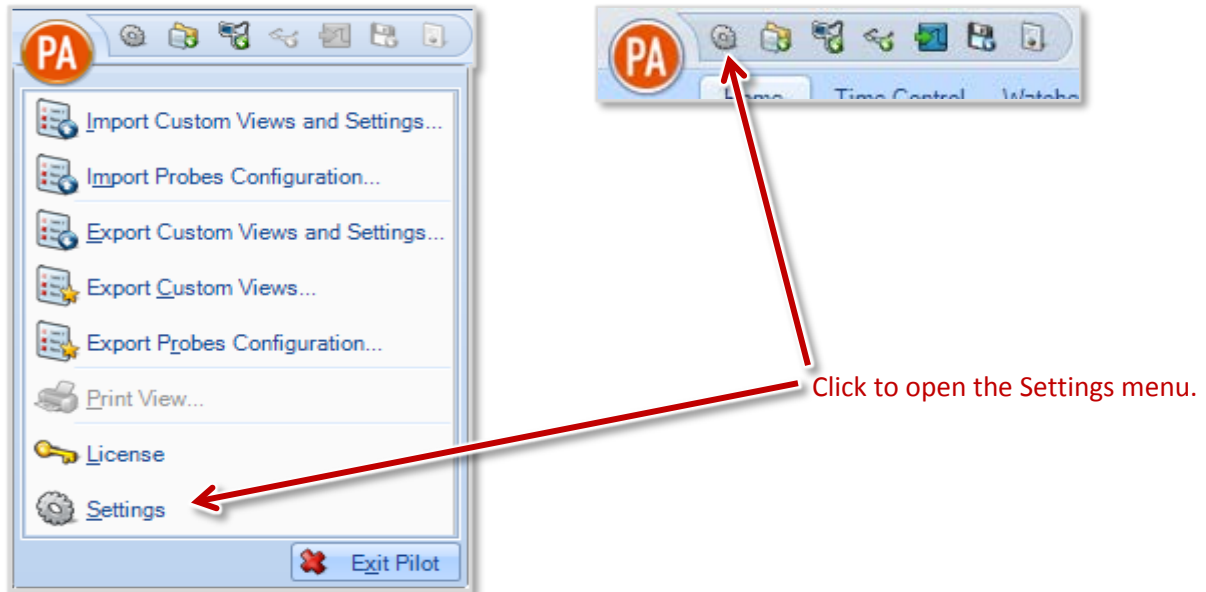 PA
Import Custom Views and Settings...
Import Probes Configuration...
Export Custom Views and Settings...
Export Custom Views...
Export Probes Configuration...
Print View...
License
Settings
Exit Pilot
PA
Home Time Control
Click to open the Settings menu.